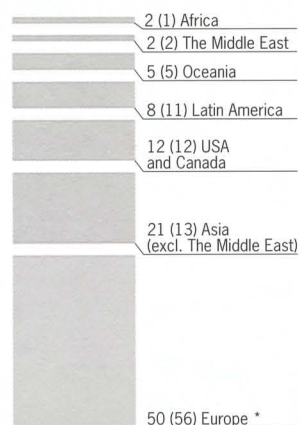 2 (1) Africa
2 (2) The Middle East
5 (5) Oceania
8 (11) Latin America
12 (12) USA
and Canada
21 (13) Asia
(excl. The Middle East)
50 (56) Europe *